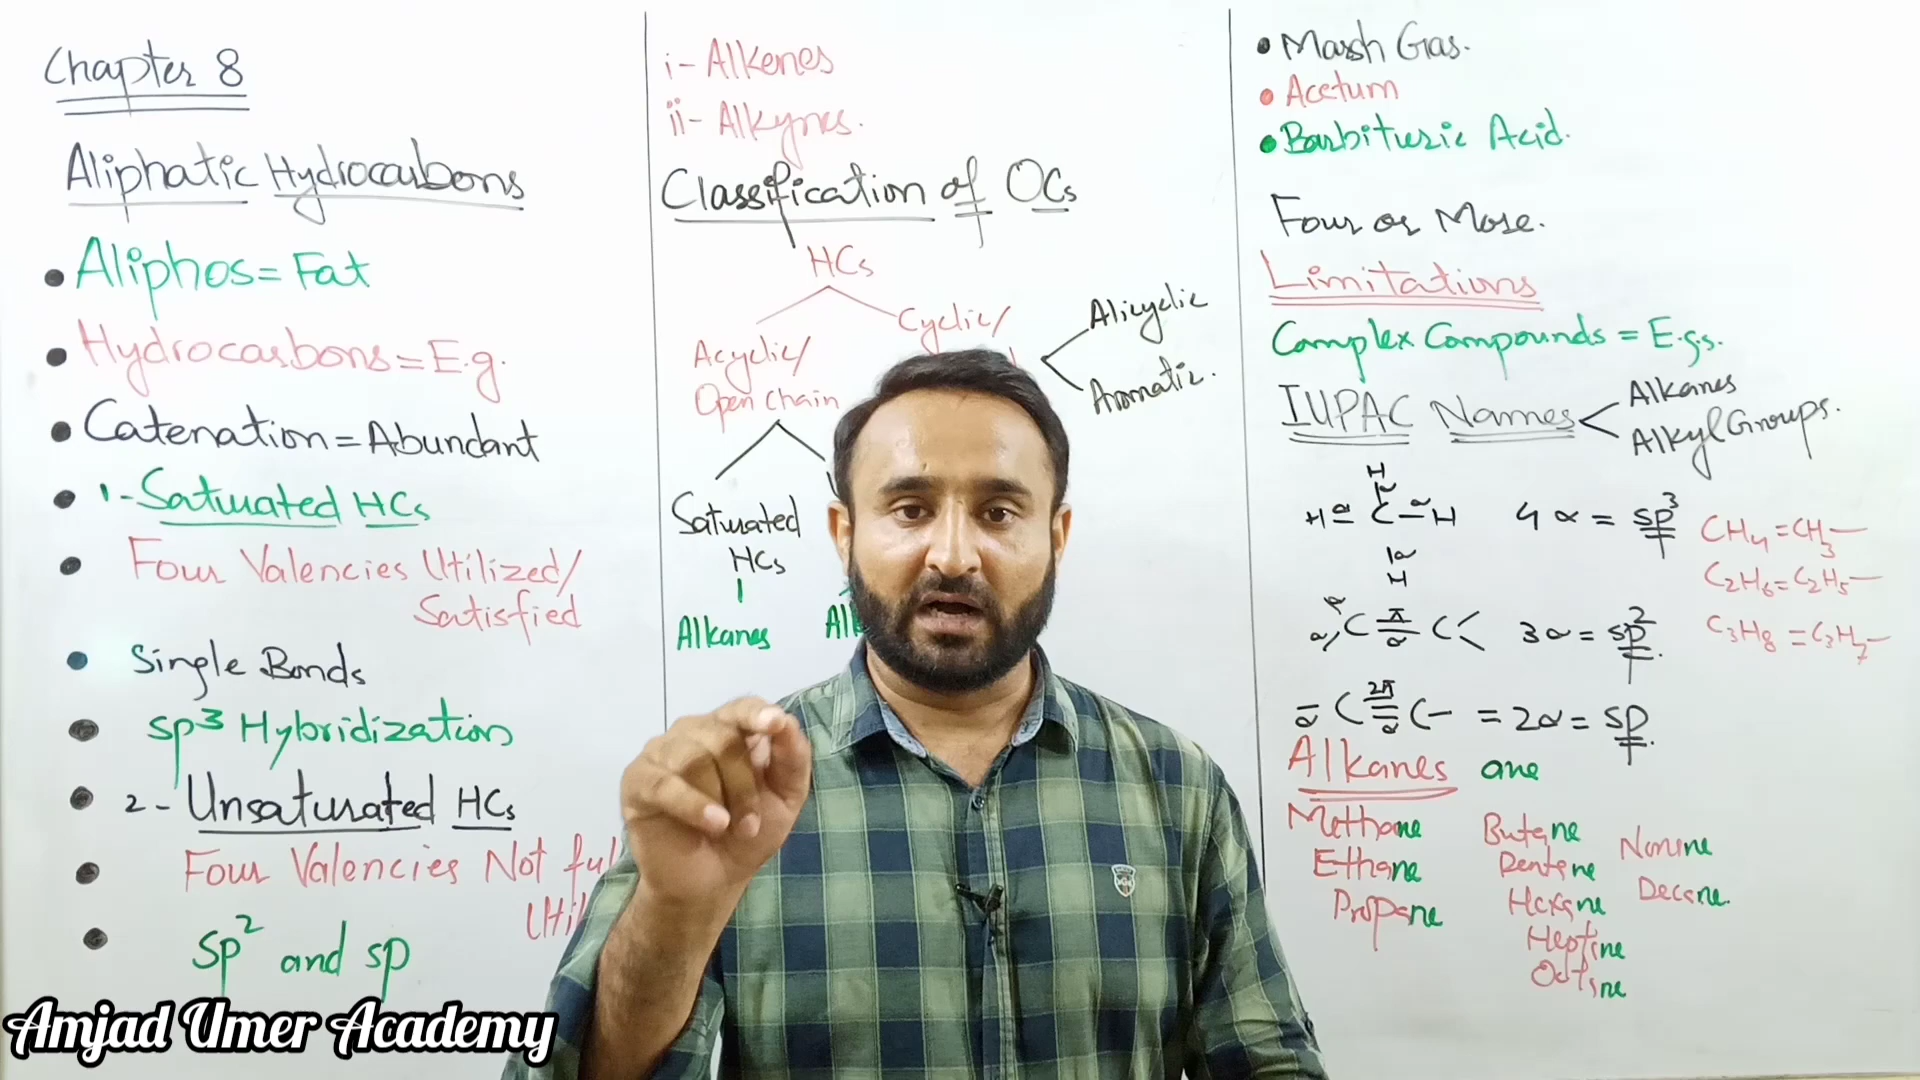 Chapter 8
Aliphatic Hydrocarbons
• Aliphos = Fat
• Hydrocarbons = E.g.
• Catenation = Abundant
• 1- Saturated HCs
• Four Valencies Utilized/
Satisfied
• Single Bonds
• sp³ Hybridization
• 2- Unsaturated HCs
• Four Valencies Not
• sp² and sp
Amjad Umer Academy
i- Alkenes
ii- Alkynes.
Classification of OCs
HCs
Acyclic/
Open chain
Cyclic/
Alicyclic
Aromatic.
Saturated
HCs
Alkanes
• Marsh Gas.
• Acetum
• Barbituric Acid.
Four or More.
Limitations
Complex Compounds = E.gs.
IUPAC Names < Alkanes
Alkyl Groups.
H
H C H
H
4 σ = sp³
C π σ C
3 σ = sp²
C 2π σ C = 2σ = sp
CH₄ = CH₃—
C₂H₆ = C₂H₅—
C₃H₈ = C₃H₇—
Alkanes ane
Methane
Ethane
Propane
Butane
Pentane
Hexane
Heptane
Octane
Nonane
Decane.